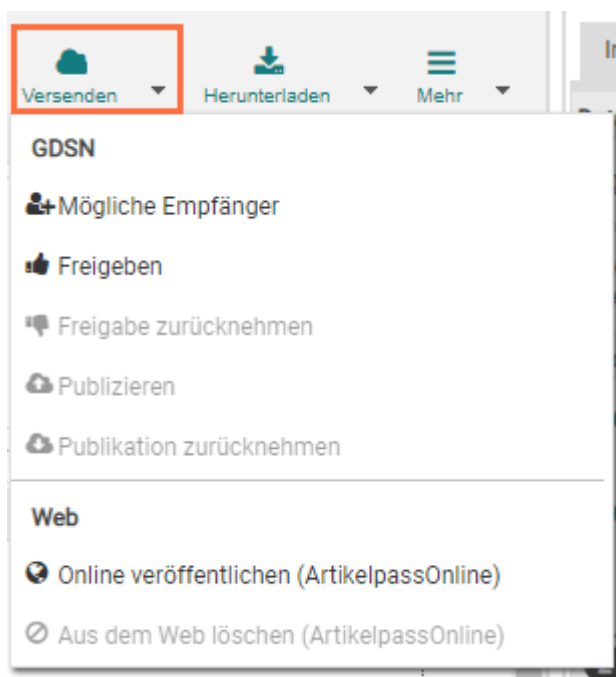 Versenden Herunterladen Mehr
GDSN
Mögliche Empfänger
Freigeben
Freigabe zurücknehmen
Publizieren
Publikation zurücknehmen
Web
Online veröffentlichen (ArtikelpassOnline)
Aus dem Web löschen (ArtikelpassOnline)